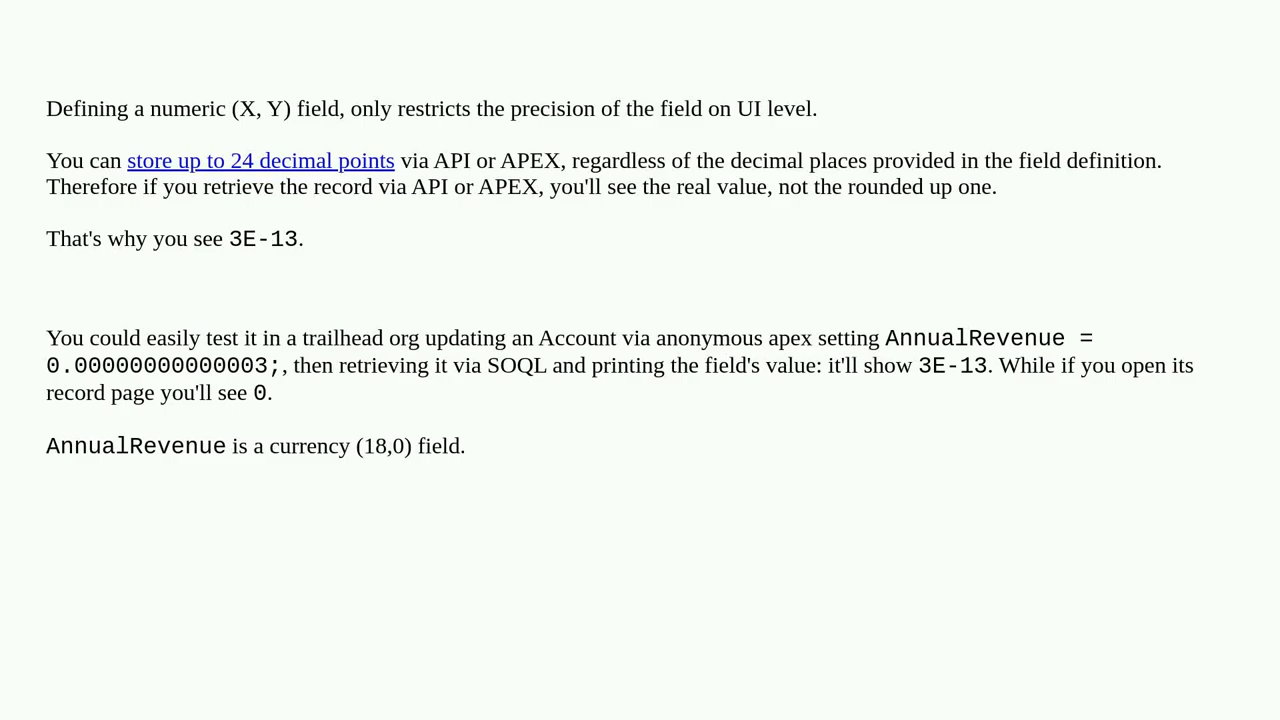 Defining a numeric (X, Y) field, only restricts the precision of the field on UI level.
You can store up to 24 decimal points via API or APEX, regardless of the decimal places provided in the field definition.
Therefore if you retrieve the record via API or APEX, you'll see the real value, not the rounded up one.
That's why you see 3E-13.
You could easily test it in a trailhead org updating an Account via anonymous apex setting AnnualRevenue =
0.00000000000003;, then retrieving it via SOQL and printing the field's value: it'll show 3E-13. While if you open its
record page you'll see 0.
AnnualRevenue is a currency (18,0) field.